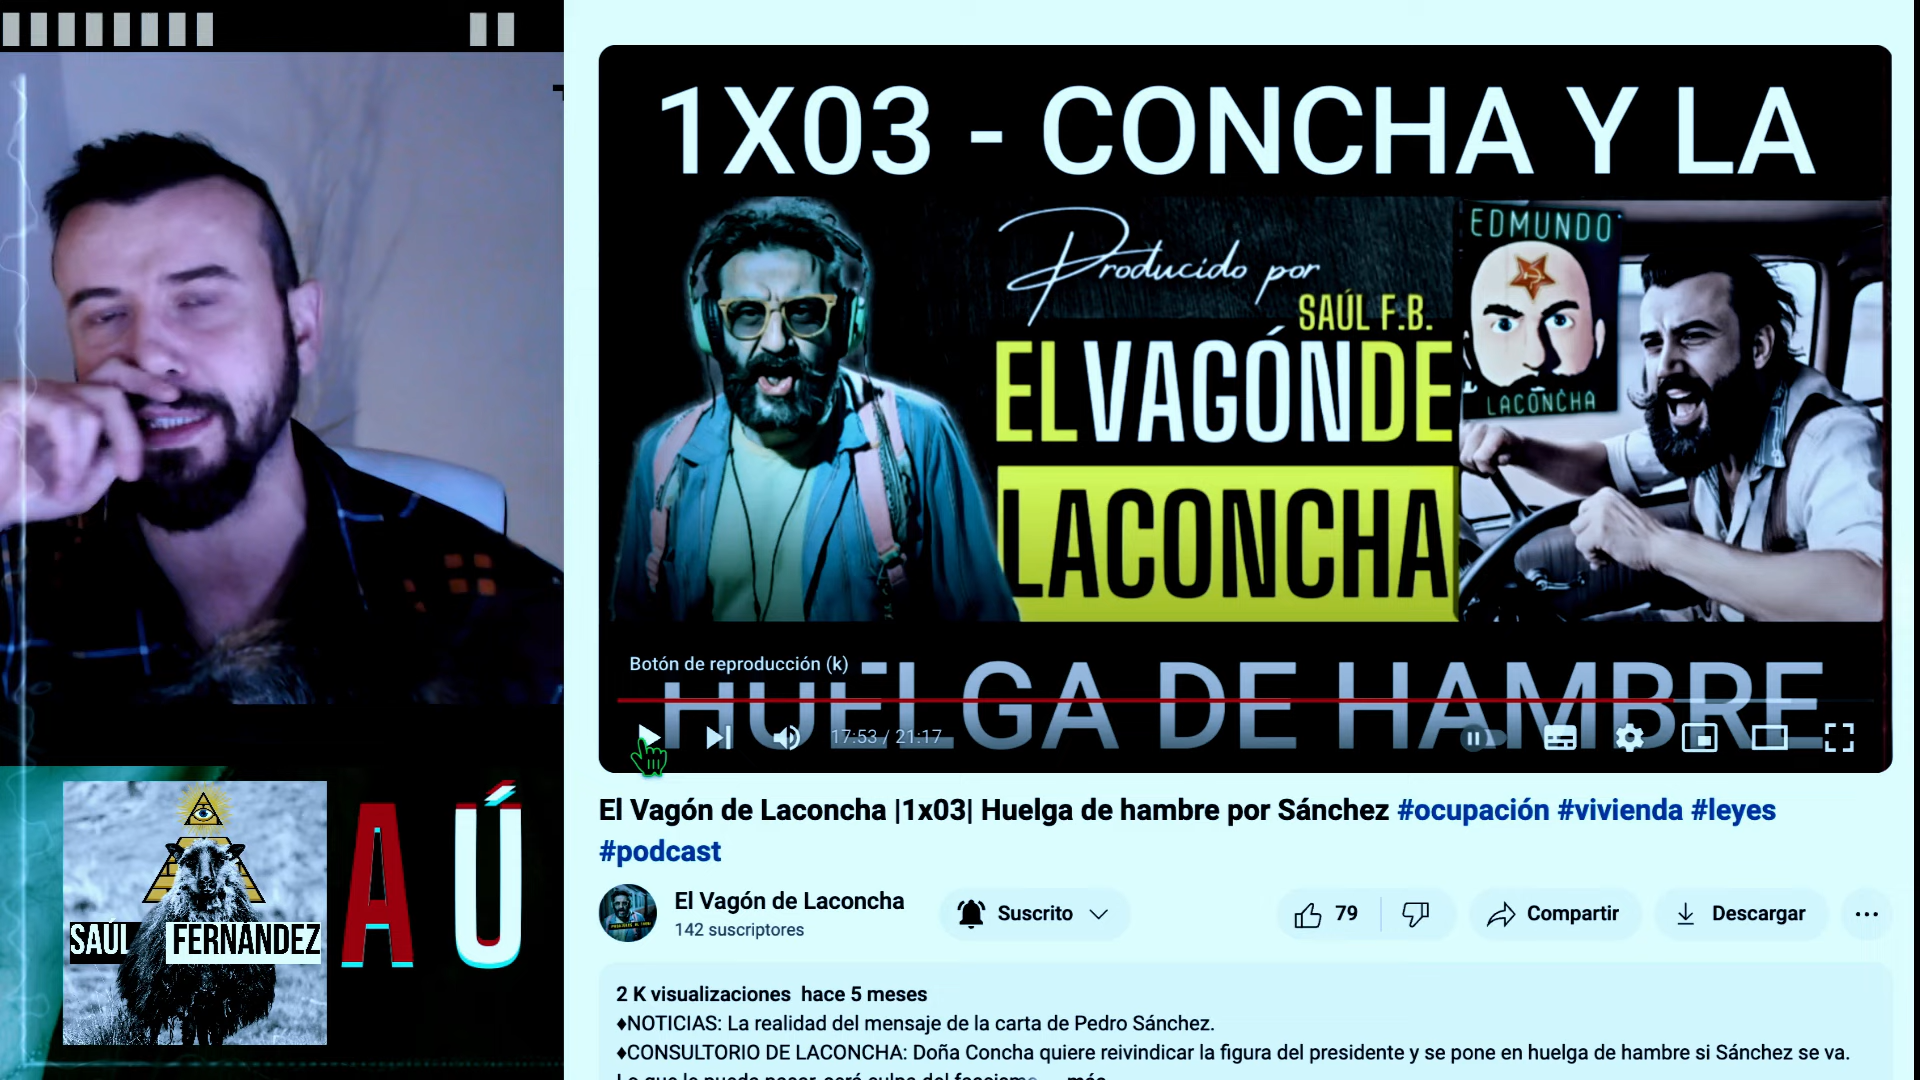 1X03 - CONCHA Y LA
Producido por
SAÚL F.B.
ELVAGÓNDE
LACONCHA
EDMUNDO
LACONCHA
Botón de reproducción (k)
HUELGA DE HAMBRE
17:53 / 21:17
El Vagón de Laconcha |1x03| Huelga de hambre por Sánchez #ocupación #vivienda #leyes
#podcast
El Vagón de Laconcha
142 suscriptores
Suscrito
79
Compartir
Descargar
2 K visualizaciones hace 5 meses
♦NOTICIAS: La realidad del mensaje de la carta de Pedro Sánchez.
♦CONSULTORIO DE LACONCHA: Doña Concha quiere reivindicar la figura del presidente y se pone en huelga de hambre si Sánchez se va.
SAÚL FERNÁNDEZ
A Ú